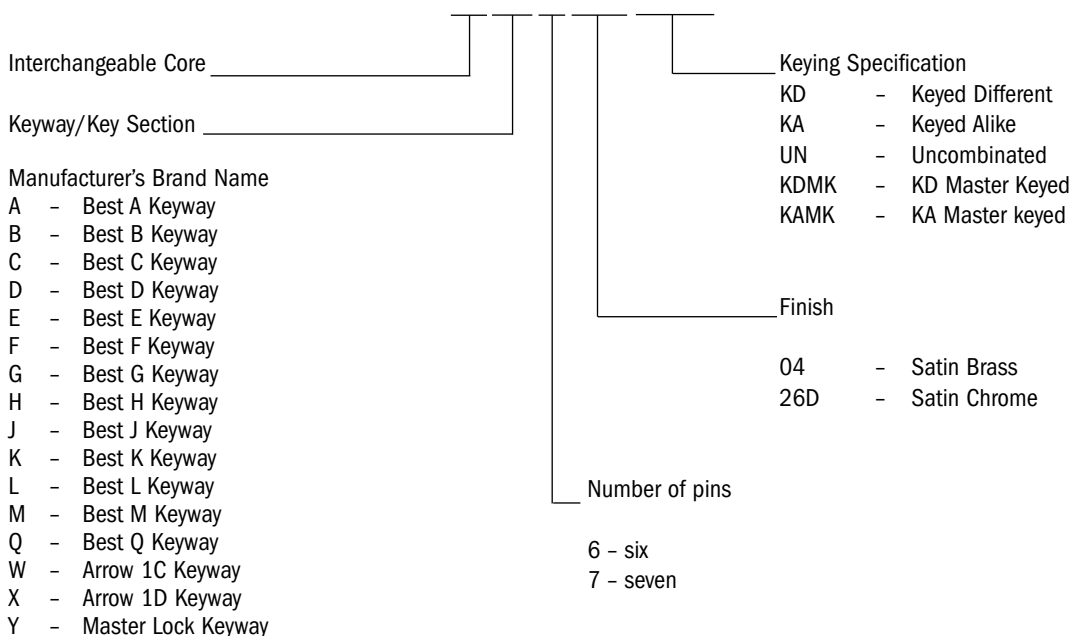 Interchangeable Core
Keyway/Key Section
Manufacturer's Brand Name
A – Best A Keyway
B – Best B Keyway
C – Best C Keyway
D – Best D Keyway
E – Best E Keyway
F – Best F Keyway
G – Best G Keyway
H – Best H Keyway
J – Best J Keyway
K – Best K Keyway
L – Best L Keyway
M – Best M Keyway
Q – Best Q Keyway
W – Arrow 1C Keyway
X – Arrow 1D Keyway
Y – Master Lock Keyway
Number of pins
6 – six
7 – seven
Keying Specification
KD – Keyed Different
KA – Keyed Alike
UN – Uncombinated
KDMK – KD Master Keyed
KAMK – KA Master keyed
Finish
04 – Satin Brass
26D – Satin Chrome